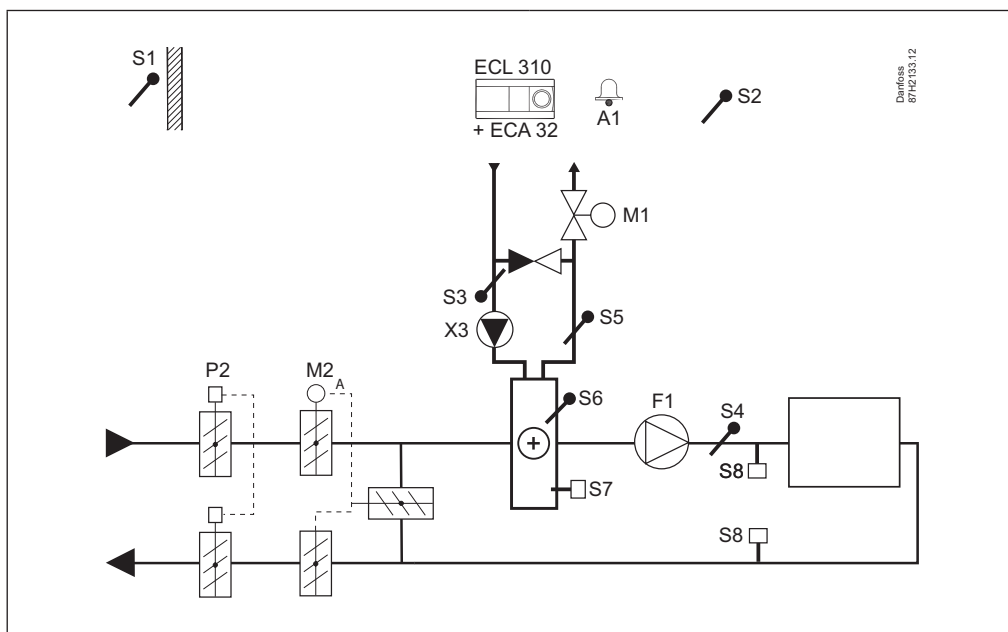 S1
ECL 310
+ ECA 32
A1
S2
Danfoss
87H2133.12
M1
S3
X3
S5
P2
M2
A
S6
F1
S4
S8
S7
S8